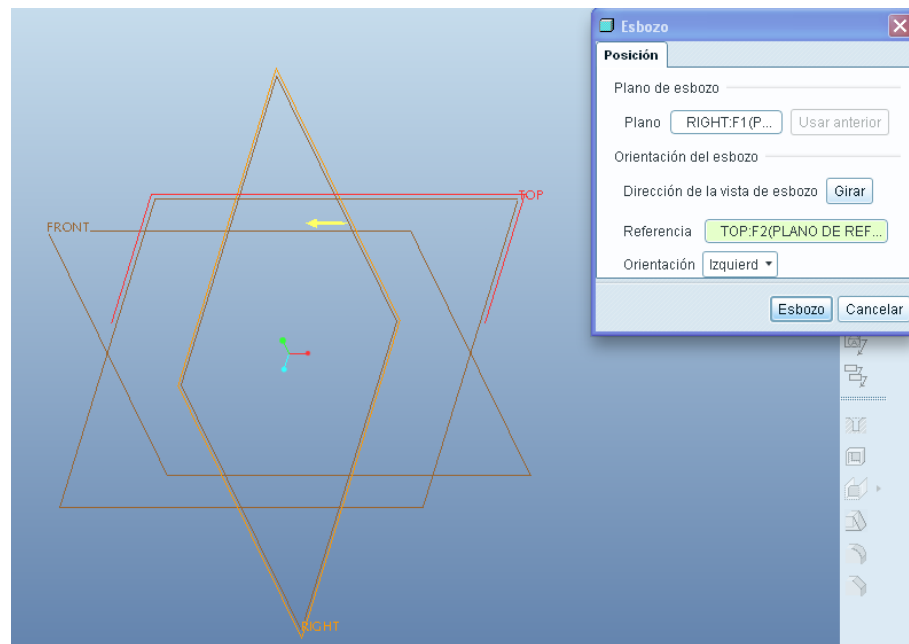 Esbozo
Posición
Plano de esbozo
Plano RIGHT:F1(P... Usar anterior
Orientación del esbozo
Dirección de la vista de esbozo Girar
Referencia TOP:F2(PLANO DE REF...
Orientación Izquierd
Esbozo Cancelar
TOP
FRONT
RIGHT